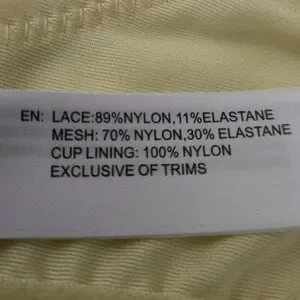 EN: LACE:89%NYLON,11%ELASTANE
MESH: 70% NYLON,30% ELASTANE
CUP LINING: 100% NYLON
EXCLUSIVE OF TRIMS